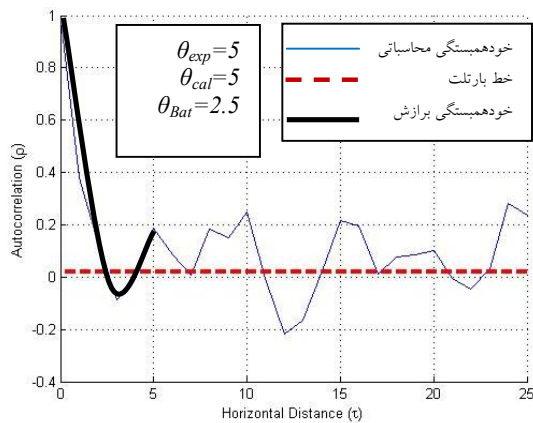 θexp=5
θcal=5
θBat=2.5
خودهمبستگی محاسباتی
خط بارتلت
خودهمبستگی برازش
1
0.8
0.6
0.4
0.2
0
-0.2
-0.4
Autocorrelation (ρ)
0 5 10 15 20 25
Horizontal Distance (τ)